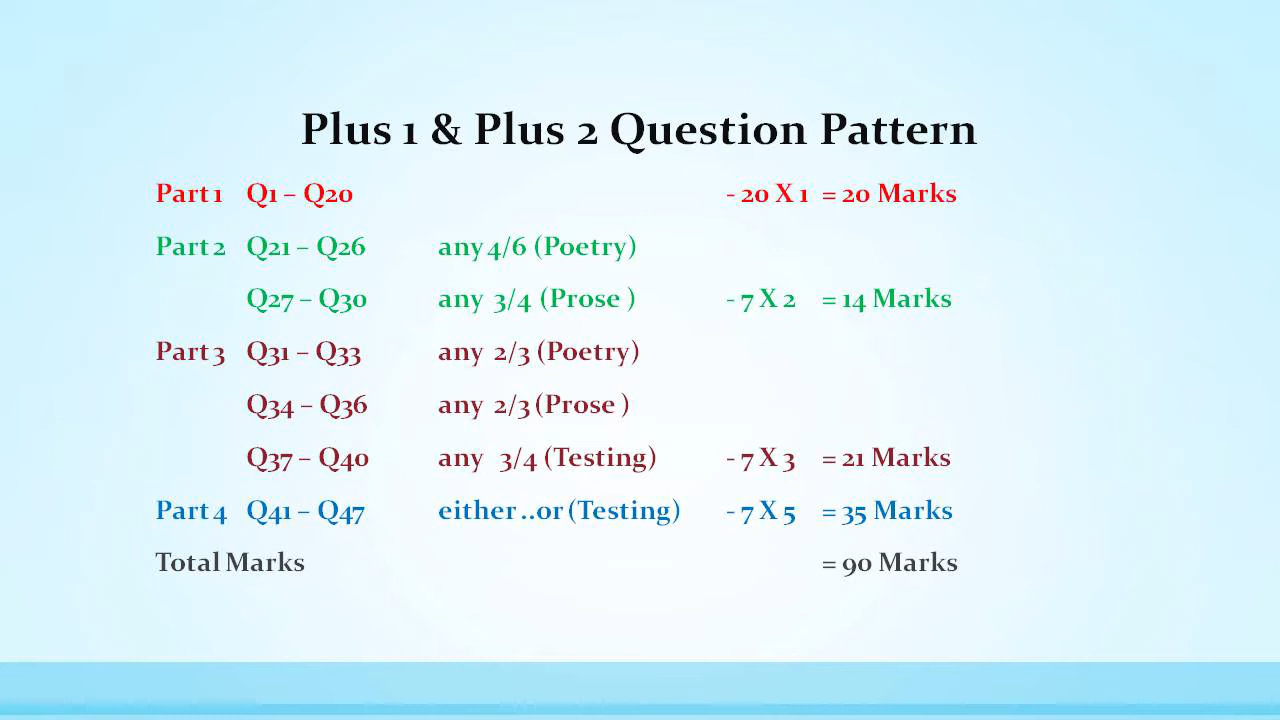 Plus 1 & Plus 2 Question Pattern
Part 1 Q1 – Q20 - 20 X 1 = 20 Marks
Part 2 Q21 – Q26 any 4/6 (Poetry)
Q27 – Q30 any 3/4 (Prose ) - 7 X 2 = 14 Marks
Part 3 Q31 – Q33 any 2/3 (Poetry)
Q34 – Q36 any 2/3 (Prose )
Q37 – Q40 any 3/4 (Testing) - 7 X 3 = 21 Marks
Part 4 Q41 – Q47 either ..or (Testing) - 7 X 5 = 35 Marks
Total Marks = 90 Marks